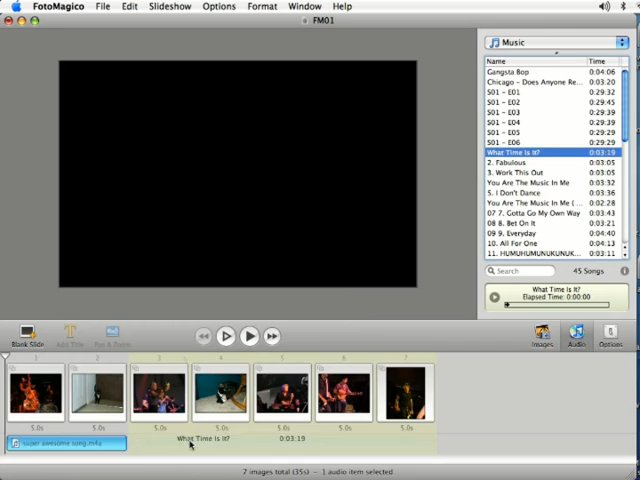 FotoMagico File Edit Slideshow Options Format Window Help
FM01
Music
Name Time
Gangsta Bop 0:04:06
Chicago - Does Anyone Re... 0:03:20
S01 - E01 0:29:32
S01 - E02 0:29:45
S01 - E03 0:29:39
S01 - E04 0:29:39
S01 - E05 0:29:39
S01 - E06 0:29:29
What Time Is It? 0:03:19
2. Fabulous 0:03:05
3. Work This Out 0:03:05
You Are The Music In Me 0:03:32
5. I Don't Dance 0:03:36
You Are The Music In Me ( ... 0:02:28
07 7. Gotta Go My Own Way 0:03:43
08 8. Bet On It 0:03:41
09 9. Everyday 0:04:40
10. All For One 0:04:13
11. HUMUHUMUNUKUNUK... 0:03:11
Search 45 Songs
What Time Is It?
Elapsed Time: 0:00:00
Blank Slide Add Title Pan & Zoom Images Audio Options
1 2 3 4 5 6 7
5.0s 5.0s 5.0s 5.0s 5.0s 5.0s 5.0s
super awesome song.m4a What Time Is It? 0:03:19
7 images total (35s) - 1 audio item selected